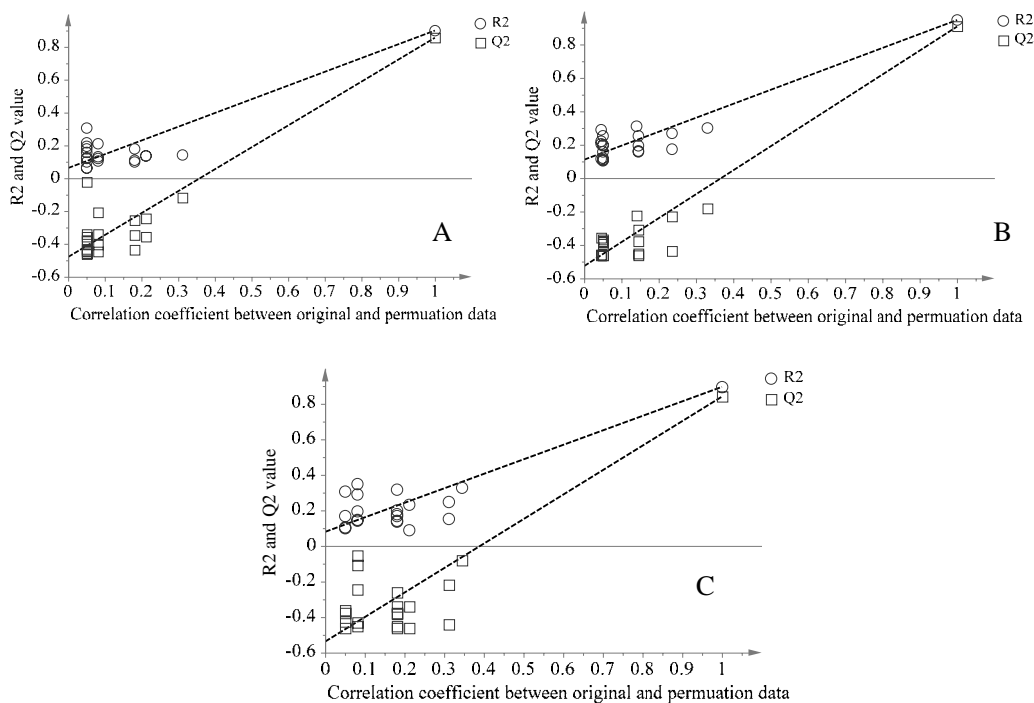 R2
Q2
0.8
0.6
0.4
0.2
0
-0.2
-0.4
-0.6
R2 and Q2 value
A
0 0.1 0.2 0.3 0.4 0.5 0.6 0.7 0.8 0.9 1
Correlation coefficient between original and permuation data
R2
Q2
0.8
0.6
0.4
0.2
0
-0.2
-0.4
-0.6
R2 and Q2 value
B
0 0.1 0.2 0.3 0.4 0.5 0.6 0.7 0.8 0.9 1
Correlation coefficient between original and permuation data
R2
Q2
0.8
0.6
0.4
0.2
0
-0.2
-0.4
-0.6
R2 and Q2 value
C
0 0.1 0.2 0.3 0.4 0.5 0.6 0.7 0.8 0.9 1
Correlation coefficient between original and permuation data